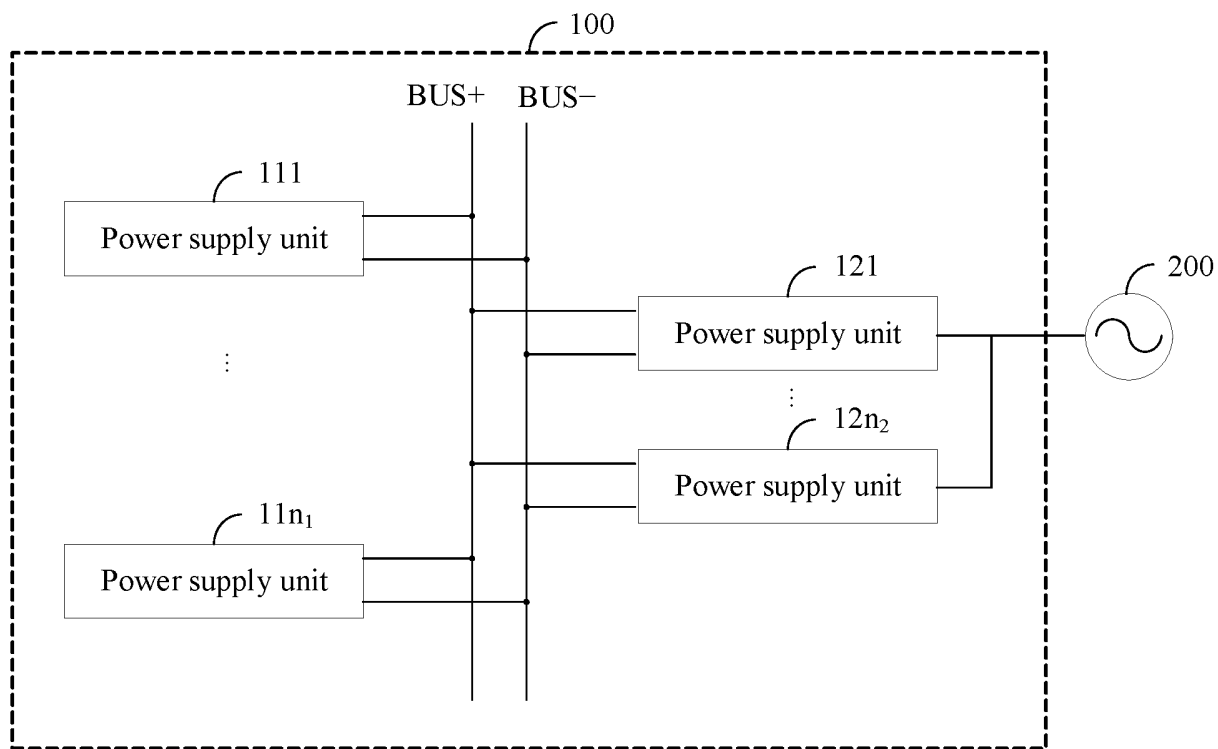 100
BUS+ BUS−
111
Power supply unit
121
200
Power supply unit
⋮
⋮
12n₂
Power supply unit
11n₁
Power supply unit